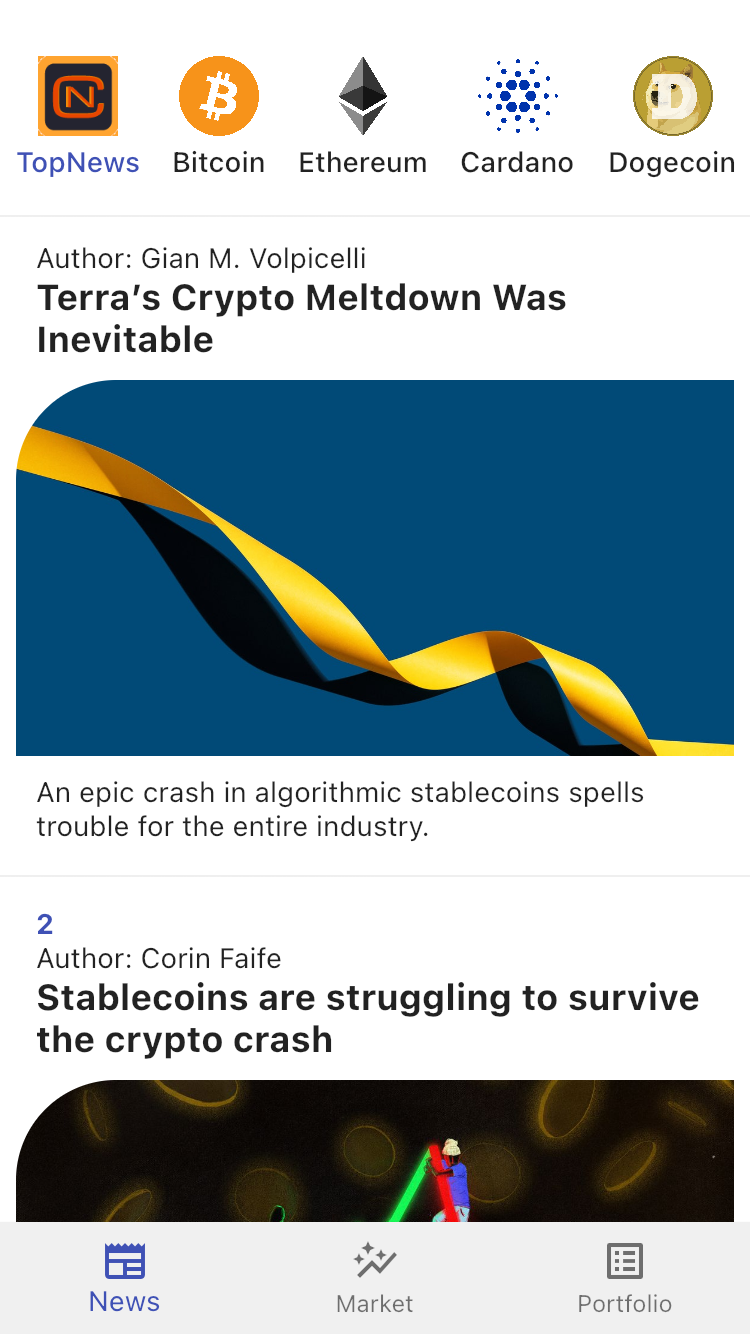 TopNews
Bitcoin
Ethereum
Cardano
Dogecoin
Author: Gian M. Volpicelli
Terra’s Crypto Meltdown Was
Inevitable
An epic crash in algorithmic stablecoins spells
trouble for the entire industry.
2
Author: Corin Faife
Stablecoins are struggling to survive
the crypto crash
News
Market
Portfolio